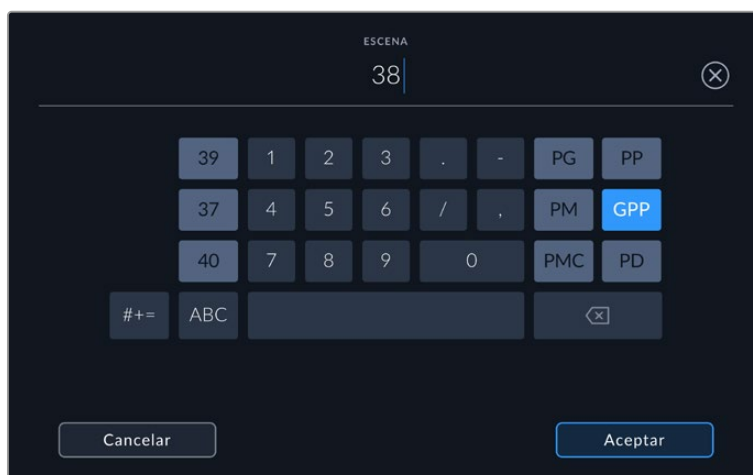 ESCENA
38
39 1 2 3 . - PG PP
37 4 5 6 / , PM GPP
40 7 8 9 0 PMC PD
#+= ABC
Cancelar Aceptar